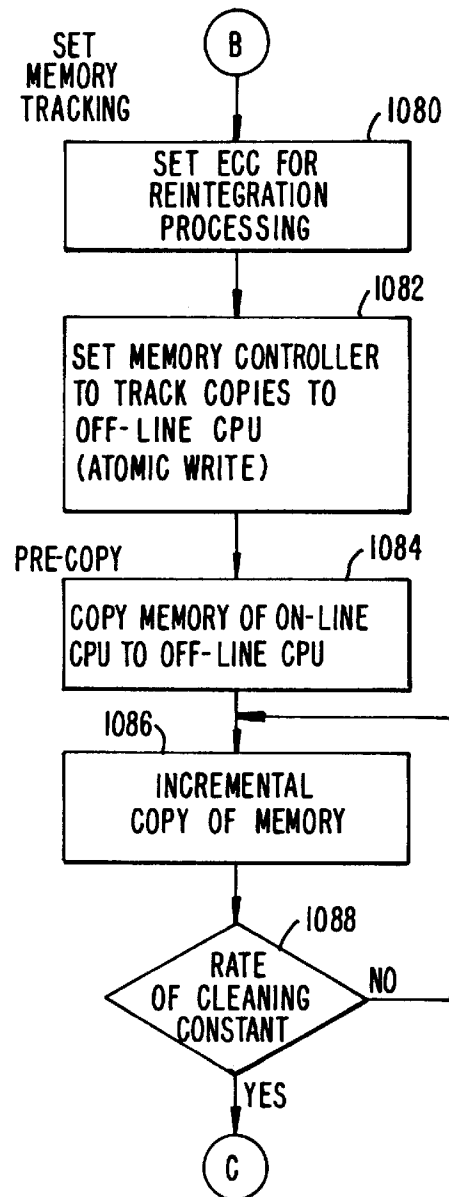 SET
MEMORY
TRACKING
B
1080
SET ECC FOR
REINTEGRATION
PROCESSING
1082
SET MEMORY CONTROLLER
TO TRACK COPIES TO
OFF-LINE CPU
(ATOMIC WRITE)
PRE-COPY
1084
COPY MEMORY OF ON-LINE
CPU TO OFF-LINE CPU
1086
INCREMENTAL
COPY OF MEMORY
1088
RATE
OF CLEANING
CONSTANT
NO
YES
C